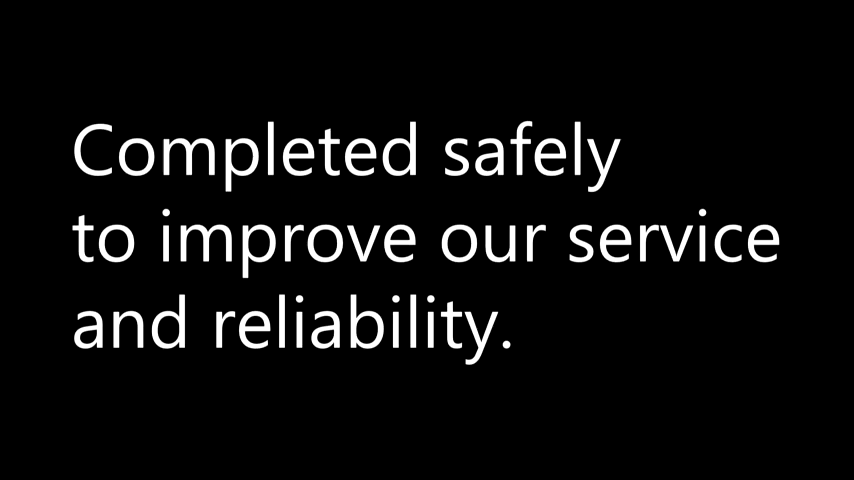 Completed safely
to improve our service
and reliability.